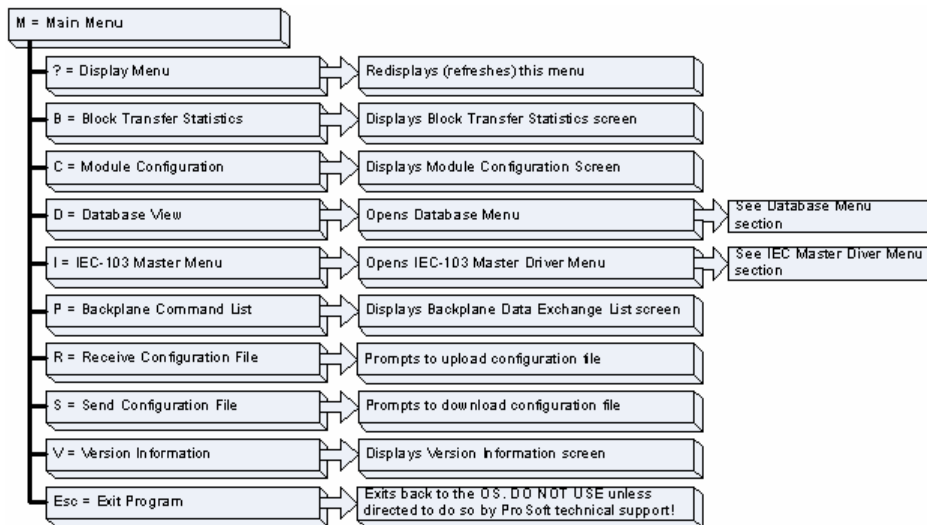 M = Main Menu
? = Display Menu
Redisplays (refreshes) this menu
B = Block Transfer Statistics
Displays Block Transfer Statistics screen
C = Module Configuration
Displays Module Configuration Screen
D = Database View
Opens Database Menu
See Database Menu
section
I = IEC-103 Master Menu
Opens IEC-103 Master Driver Menu
See IEC Master Diver Menu
section
P = Backplane Command List
Displays Backplane Data Exchange List screen
R = Receive Configuration File
Prompts to upload configuration file
S = Send Configuration File
Prompts to download configuration file
V = Version Information
Displays Version Information screen
Esc = Exit Program
Exits back to the OS. DO NOT USE unless
directed to do so by ProSoft technical support!